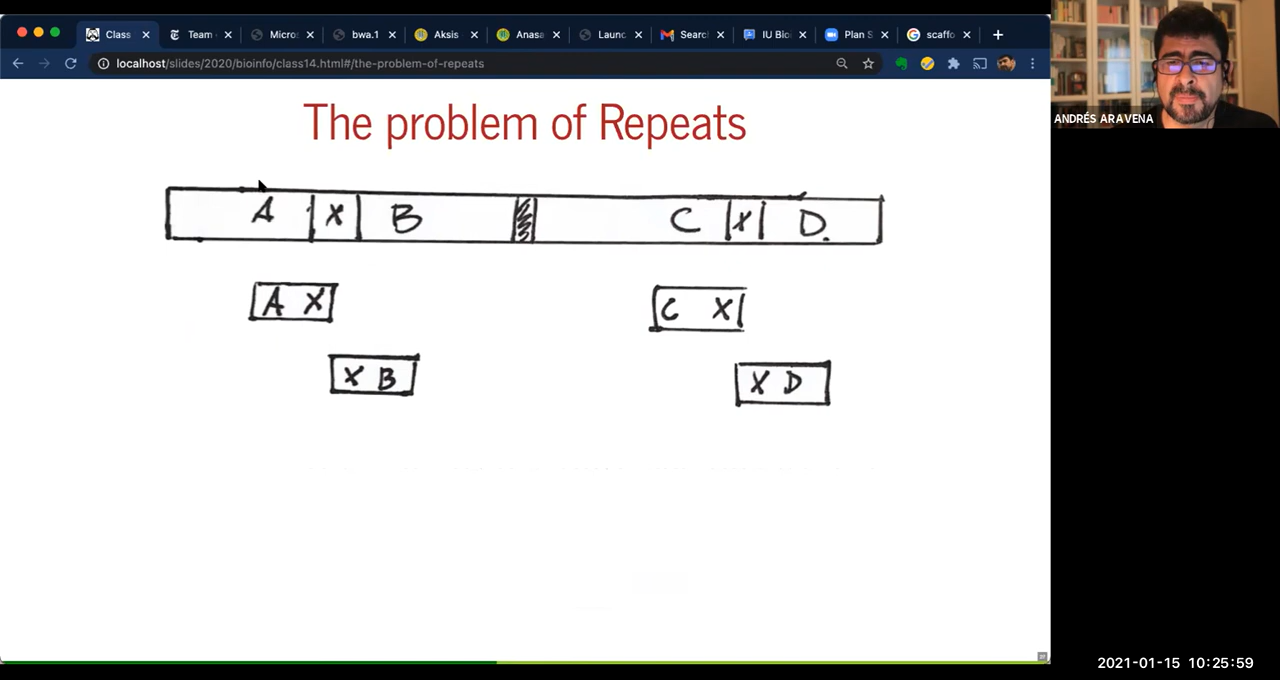 Class
Team
Micros
bwa.1
Aksis
Anasa
Launc
Searc
IU Bio
Plan S
scaffo
localhost/slides/2020/bioinfo/class14.html#/the-problem-of-repeats
ANDRÉS ARAVENA
The problem of Repeats
A X B C X D.
A X C X
X B X D
2021-01-15 10:25:59